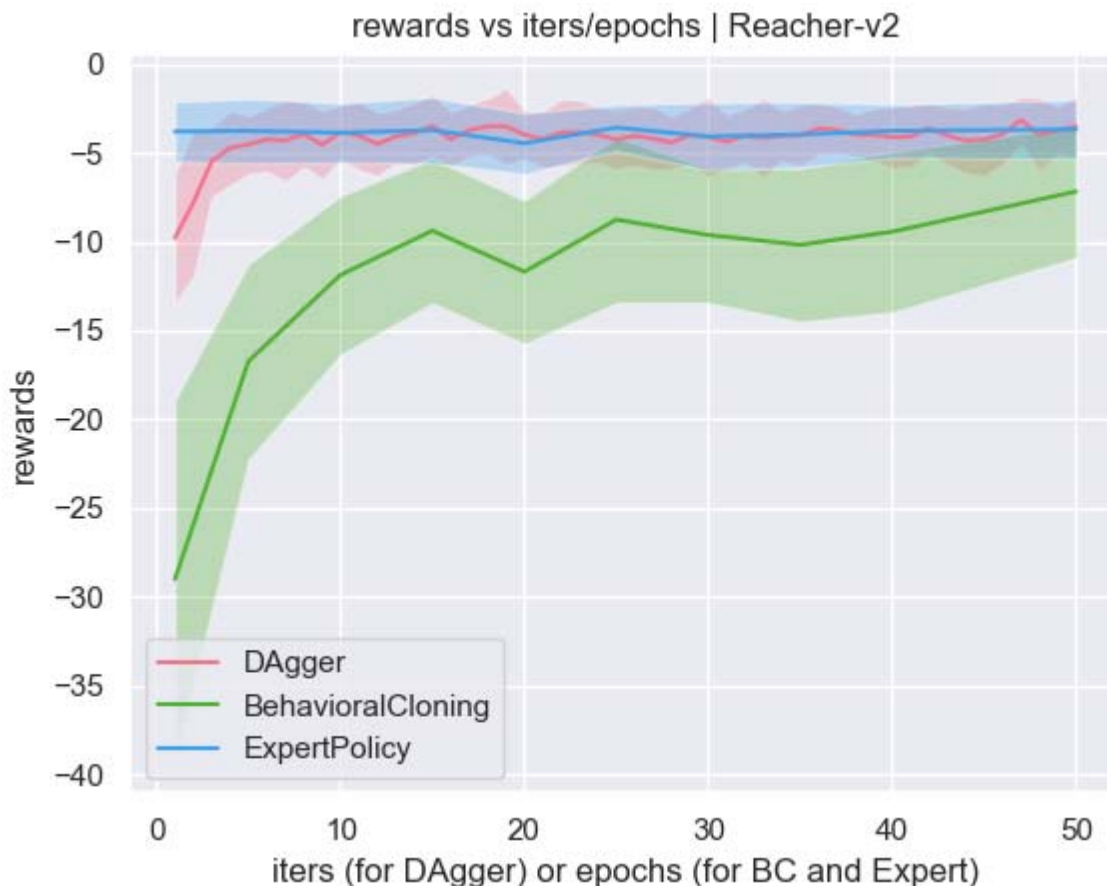 rewards vs iters/epochs | Reacher-v2
0
−5
−10
−15
−20
−25
−30
−35
−40
rewards
DAgger
BehavioralCloning
ExpertPolicy
0 10 20 30 40 50
iters (for DAgger) or epochs (for BC and Expert)